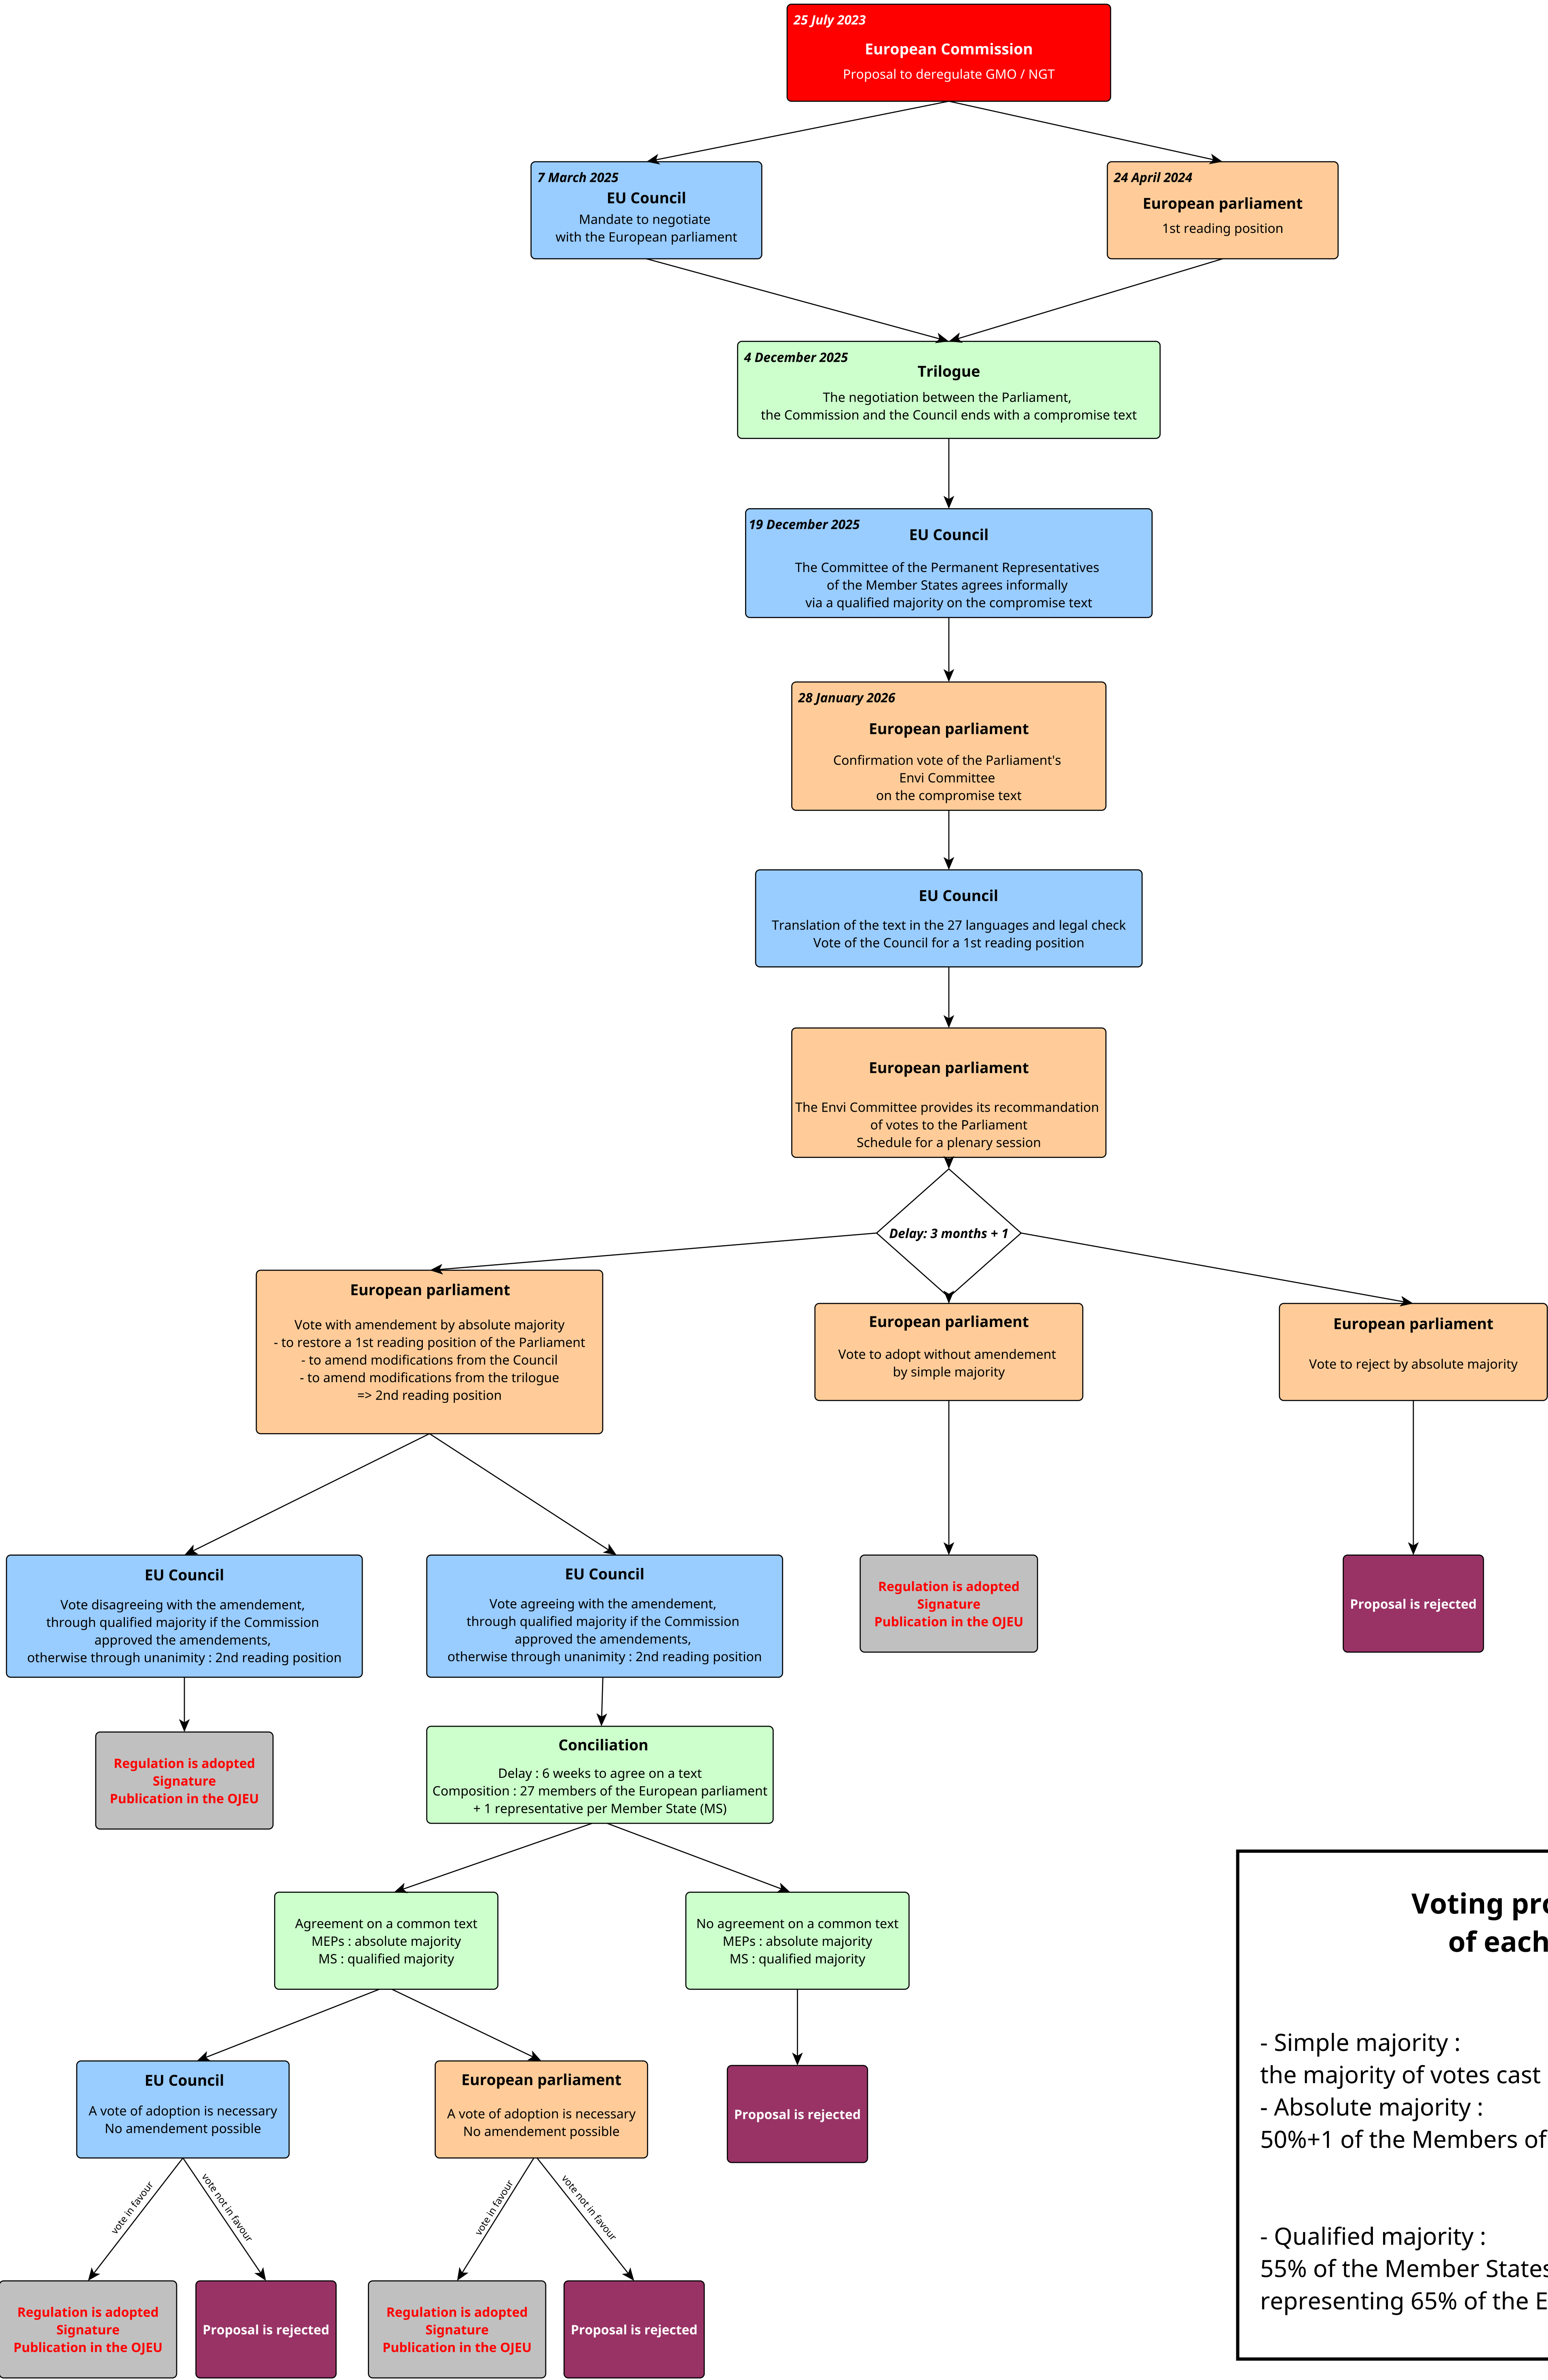 25 July 2023
European Commission
Proposal to deregulate GMO / NGT
7 March 2025
EU Council
Mandate to negotiate
with the European parliament
24 April 2024
European parliament
1st reading position
4 December 2025
Trilogue
The negotiation between the Parliament,
the Commission and the Council ends with a compromise text
19 December 2025
EU Council
The Committee of the Permanent Representatives
of the Member States agrees informally
via a qualified majority on the compromise text
28 January 2026
European parliament
Confirmation vote of the Parliament's
Envi Committee
on the compromise text
EU Council
Translation of the text in the 27 languages and legal check
Vote of the Council for a 1st reading position
European parliament
The Envi Committee provides its recommandation
of votes to the Parliament
Schedule for a plenary session
Delay: 3 months + 1
European parliament
Vote with amendement by absolute majority
- to restore a 1st reading position of the Parliament
- to amend modifications from the Council
- to amend modifications from the trilogue
=> 2nd reading position
European parliament
Vote to adopt without amendement
by simple majority
European parliament
Vote to reject by absolute majority
EU Council
Vote disagreeing with the amendement,
through qualified majority if the Commission
approved the amendements,
otherwise through unanimity : 2nd reading position
EU Council
Vote agreeing with the amendement,
through qualified majority if the Commission
approved the amendements,
otherwise through unanimity : 2nd reading position
Regulation is adopted
Signature
Publication in the OJEU
Proposal is rejected
Regulation is adopted
Signature
Publication in the OJEU
Conciliation
Delay : 6 weeks to agree on a text
Composition : 27 members of the European parliament
+ 1 representative per Member State (MS)
Agreement on a common text
MEPs : absolute majority
MS : qualified majority
No agreement on a common text
MEPs : absolute majority
MS : qualified majority
EU Council
A vote of adoption is necessary
No amendement possible
European parliament
A vote of adoption is necessary
No amendement possible
Proposal is rejected
vote in favour
vote not in favour
vote in favour
vote not in favour
Regulation is adopted
Signature
Publication in the OJEU
Proposal is rejected
Regulation is adopted
Signature
Publication in the OJEU
Proposal is rejected
Voting
of each
- Simple majority :
the majority of votes cast
- Absolute majority :
50%+1 of the Members of
- Qualified majority :
55% of the Member States
representing 65% of the